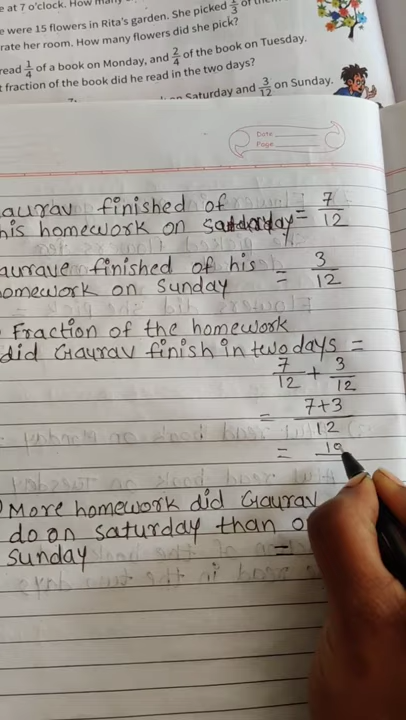 e at 7 o'clock. How many
e were 15 flowers in Rita's garden. She picked 1/3 of the
rate her room. How many flowers did she pick?
read 1/4 of a book on Monday, and 2/4 of the book on Tuesday.
t fraction of the book did he read in the two days?
on Saturday and 3/12 on Sunday.
Date
Page
aurav finished of = 7/12
his homework on Saturday
aurave finished of his = 3/12
omework on Sunday
Fraction of the homework
did Gaurav finish in two days =
7/12 + 3/12
= 7+3/12
= 10
More homework did Gaurav
do on saturday than o
sunday =